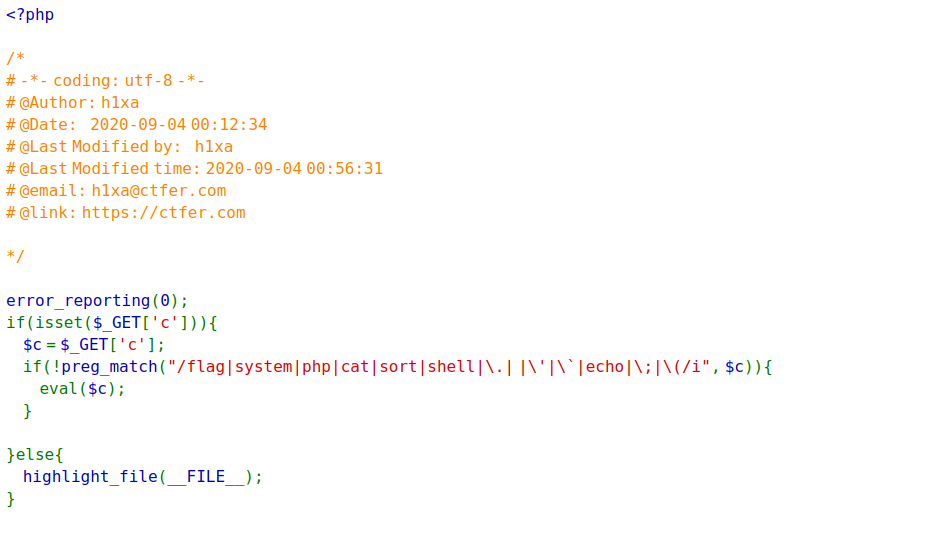 <?php
/*
# -*- coding: utf-8 -*-
# @Author: h1xa
# @Date:   2020-09-04 00:12:34
# @Last Modified by:   h1xa
# @Last Modified time: 2020-09-04 00:56:31
# @email: h1xa@ctfer.com
# @link: https://ctfer.com
*/
error_reporting(0);
if(isset($_GET['c'])){
    $c = $_GET['c'];
    if(!preg_match("/flag|system|php|cat|sort|shell|\.| |\'|\`|echo|\;|\(/i", $c)){
        eval($c);
    }
}else{
    highlight_file(__FILE__);
}